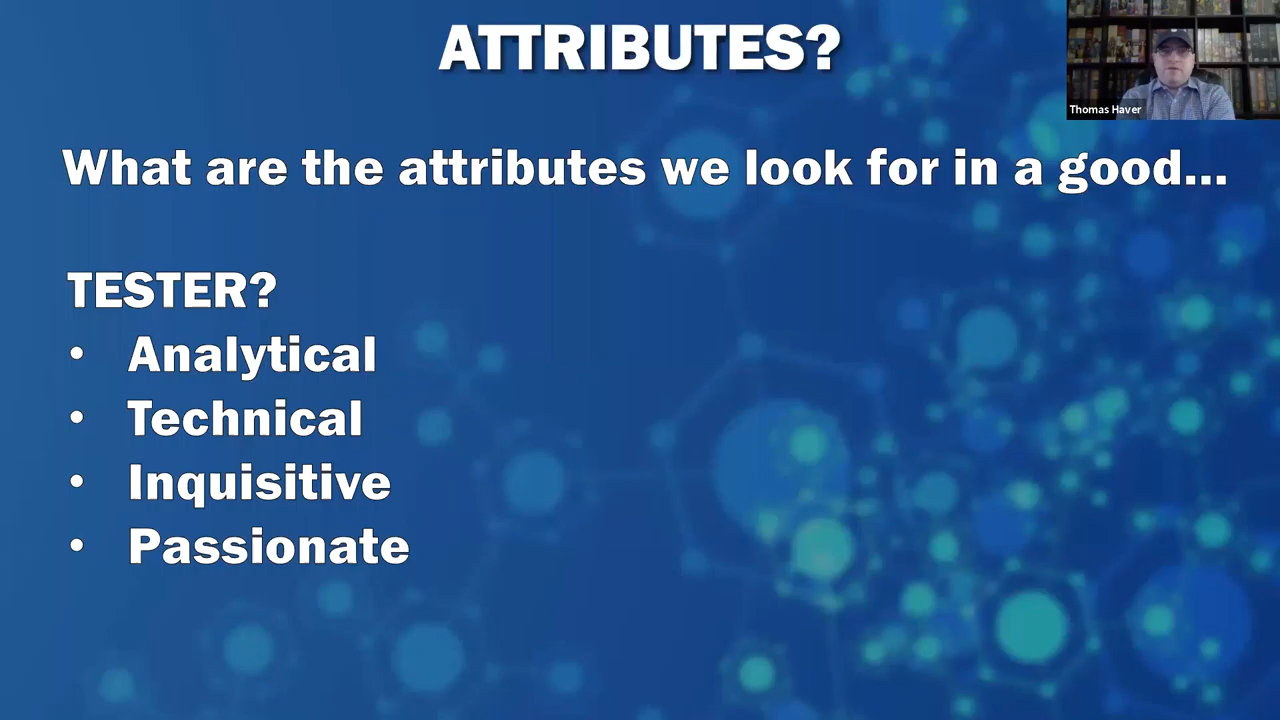 ATTRIBUTES?
Thomas Haver
What are the attributes we look for in a good...
TESTER?
• Analytical
• Technical
• Inquisitive
• Passionate